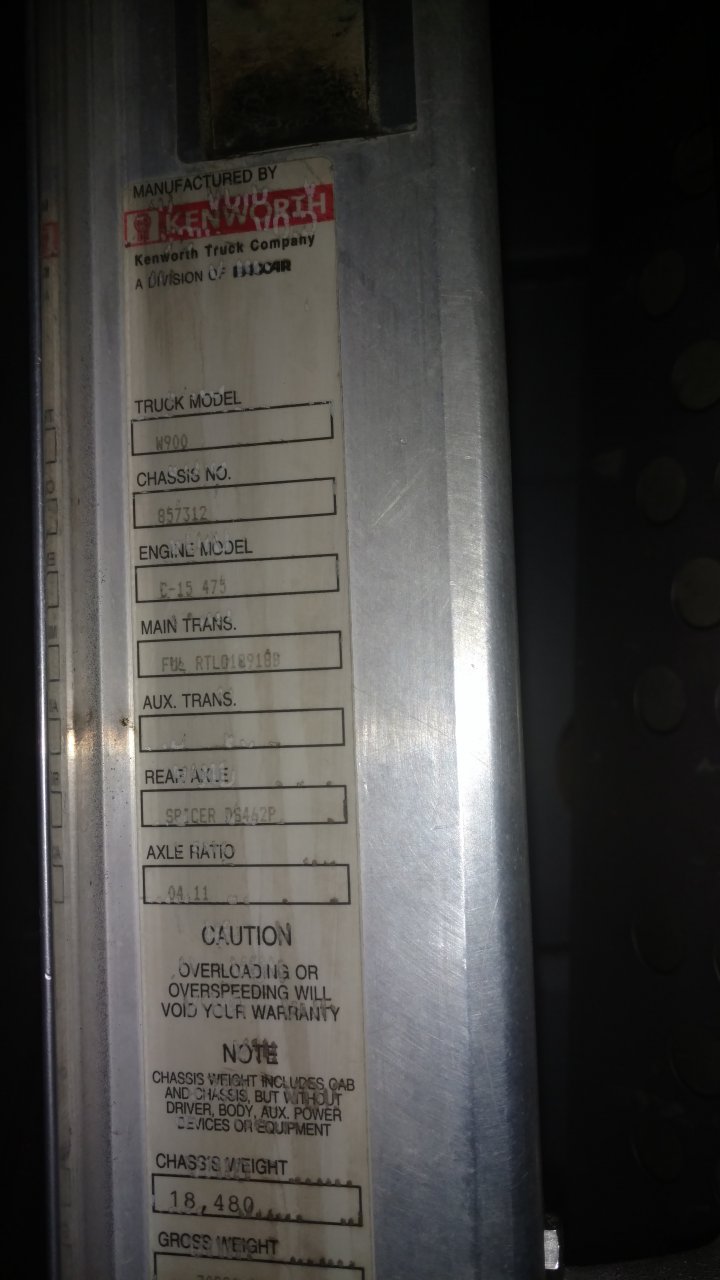 MANUFACTURED BY
KENWORTH
Kenworth Truck Company
A DIVISION OF PACCAR
TRUCK MODEL
W900
CHASSIS NO.
857312
ENGINE MODEL
C-15 475
MAIN TRANS.
RTLO18918B
AUX. TRANS.
REAR AXLE
SPICER DS462P
AXLE RATIO
04.11
CAUTION
OVERLOADING OR
OVERSPEEDING WILL
VOID YOUR WARRANTY
NOTE
CHASSIS WEIGHT INCLUDES CAB
AND CHASSIS, BUT WITHOUT
DRIVER, BODY, AUX. POWER
DEVICES OR EQUIPMENT
CHASSIS WEIGHT
18,480
GROSS WEIGHT